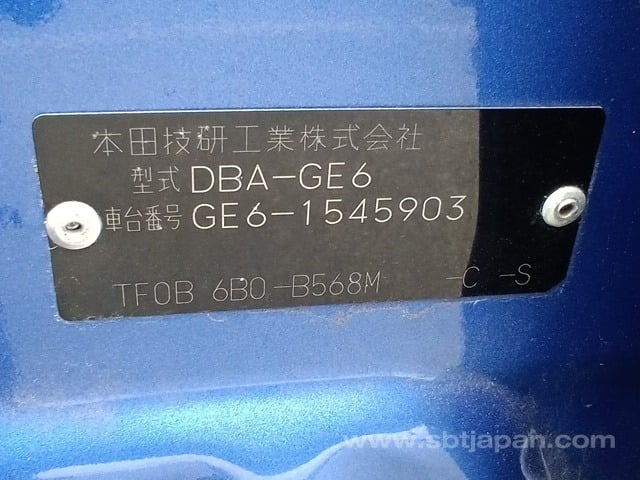 本田技研工業株式会社
型式 DBA-GE6
車台番号 GE6-1545903
TF0B 6B0-B568M -C -S
www.sbtjapan.com